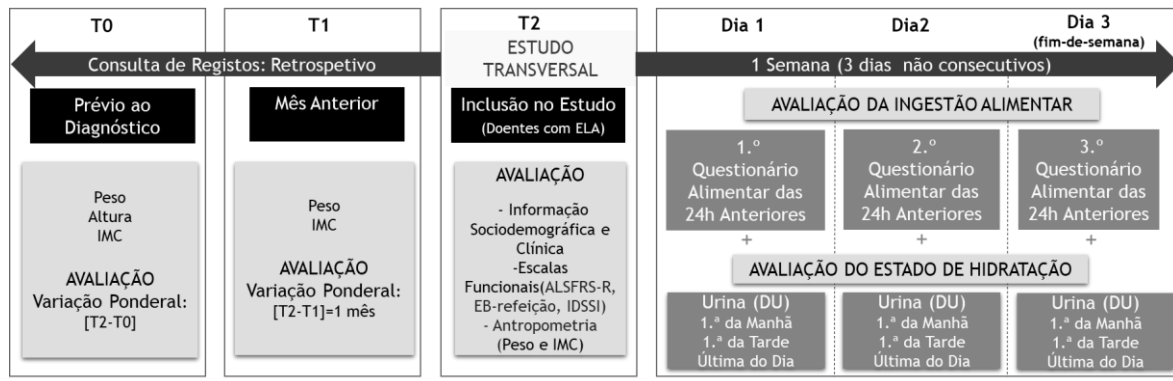 T0
T1
T2
Dia 1
Dia2
Dia 3
(fim-de-semana)
Consulta de Registos: Retrospetivo
ESTUDO
TRANSVERSAL
1 Semana (3 dias não consecutivos)
Prévio ao
Diagnóstico
Peso
Altura
IMC
AVALIAÇÃO
Variação Ponderal:
[T2-T0]
Mês Anterior
Peso
IMC
AVALIAÇÃO
Variação Ponderal:
[T2-T1]=1 mês
Inclusão no Estudo
(Doentes com ELA)
AVALIAÇÃO
- Informação
Sociodemográfica e
Clínica
-Escalas
Funcionais(ALSFRS-R,
EB-refeição, IDSSI)
- Antropometria
(Peso e IMC)
AVALIAÇÃO DA INGESTÃO ALIMENTAR
1.º
Questionário
Alimentar das
24h Anteriores
+
2.º
Questionário
Alimentar das
24h Anteriores
+
3.º
Questionário
Alimentar das
24h Anteriores
+
AVALIAÇÃO DO ESTADO DE HIDRATAÇÃO
Urina (DU)
1.ª da Manhã
1.ª da Tarde
Última do Dia
Urina (DU)
1.ª da Manhã
1.ª da Tarde
Última do Dia
Urina (DU)
1.ª da Manhã
1.ª da Tarde
Última do Dia